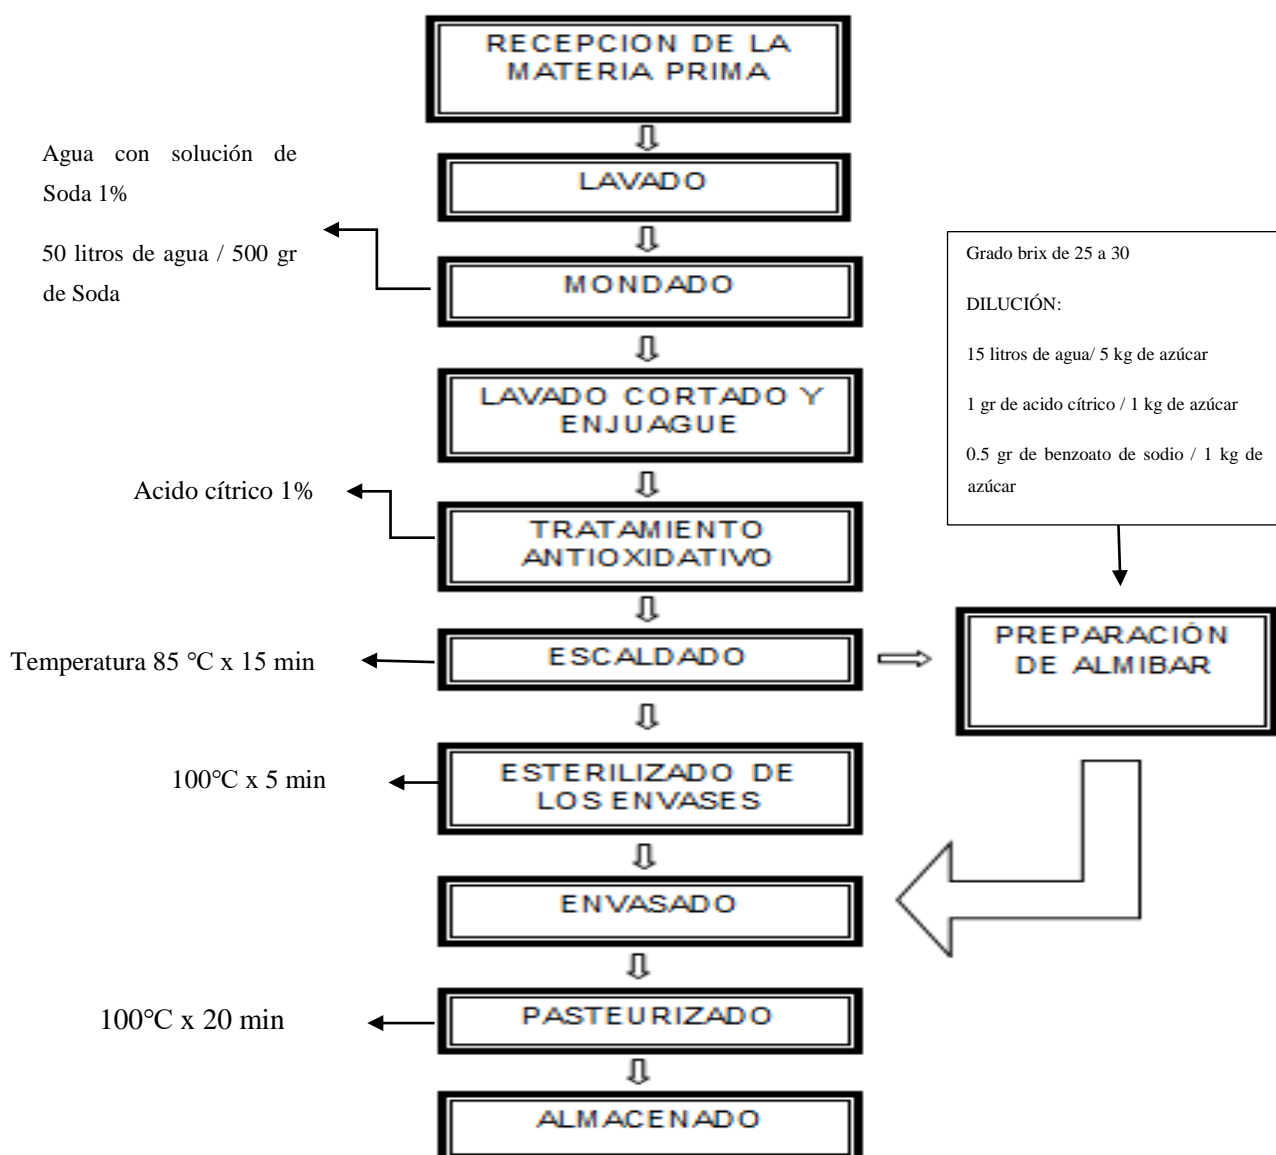 RECEPCION DE LA
MATERIA PRIMA
LAVADO
Agua con solución de
Soda 1%
50 litros de agua / 500 gr
de Soda
MONDADO
LAVADO CORTADO Y
ENJUAGUE
Acido cítrico 1%
TRATAMIENTO
ANTIOXIDATIVO
Temperatura 85 °C x 15 min
ESCALDADO
Grado brix de 25 a 30
DILUCIÓN:
15 litros de agua/ 5 kg de azúcar
1 gr de acido cítrico / 1 kg de azúcar
0.5 gr de benzoato de sodio / 1 kg de
azúcar
PREPARACIÓN
DE ALMIBAR
100°C x 5 min
ESTERILIZADO DE
LOS ENVASES
ENVASADO
100°C x 20 min
PASTEURIZADO
ALMACENADO